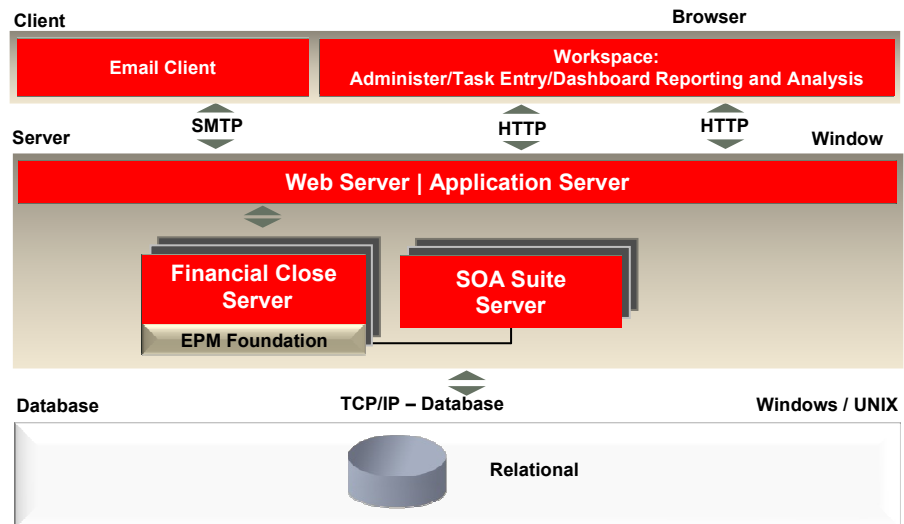 Client
Browser
Email Client
Workspace:
Administer/Task Entry/Dashboard Reporting and Analysis
SMTP
HTTP
HTTP
Server
Window
Web Server | Application Server
Financial Close
Server
SOA Suite
Server
EPM Foundation
Database
TCP/IP – Database
Windows / UNIX
Relational